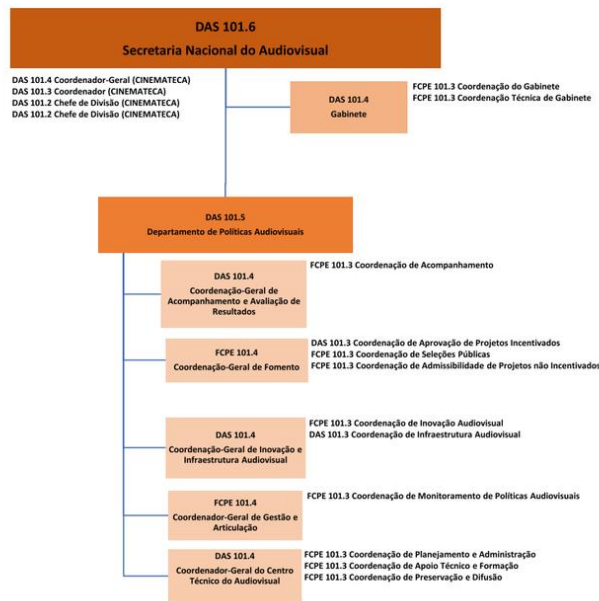 DAS 101.6
Secretaria Nacional do Audiovisual
DAS 101.4 Coordenador-Geral (CINEMATECA)
DAS 101.3 Coordenador (CINEMATECA)
DAS 101.2 Chefe de Divisão (CINEMATECA)
DAS 101.2 Chefe de Divisão (CINEMATECA)
DAS 101.4
Gabinete
FCPE 101.3 Coordenação do Gabinete
FCPE 101.3 Coordenação Técnica de Gabinete
DAS 101.5
Departamento de Políticas Audiovisuais
DAS 101.4
Coordenação-Geral de
Acompanhamento e Avaliação de
Resultados
FCPE 101.3 Coordenação de Acompanhamento
FCPE 101.4
Coordenação-Geral de Fomento
DAS 101.3 Coordenação de Aprovação de Projetos Incentivados
FCPE 101.3 Coordenação de Seleções Públicas
FCPE 101.3 Coordenação de Admissibilidade de Projetos não Incentivados
DAS 101.4
Coordenação-Geral de Inovação e
Infraestrutura Audiovisual
FCPE 101.3 Coordenação de Inovação Audiovisual
DAS 101.3 Coordenação de Infraestrutura Audiovisual
FCPE 101.4
Coordenador-Geral de Gestão e
Articulação
FCPE 101.3 Coordenação de Monitoramento de Políticas Audiovisuais
DAS 101.4
Coordenador-Geral do Centro
Técnico do Audiovisual
FCPE 101.3 Coordenação de Planejamento e Administração
FCPE 101.3 Coordenação de Apoio Técnico e Formação
FCPE 101.3 Coordenação de Preservação e Difusão